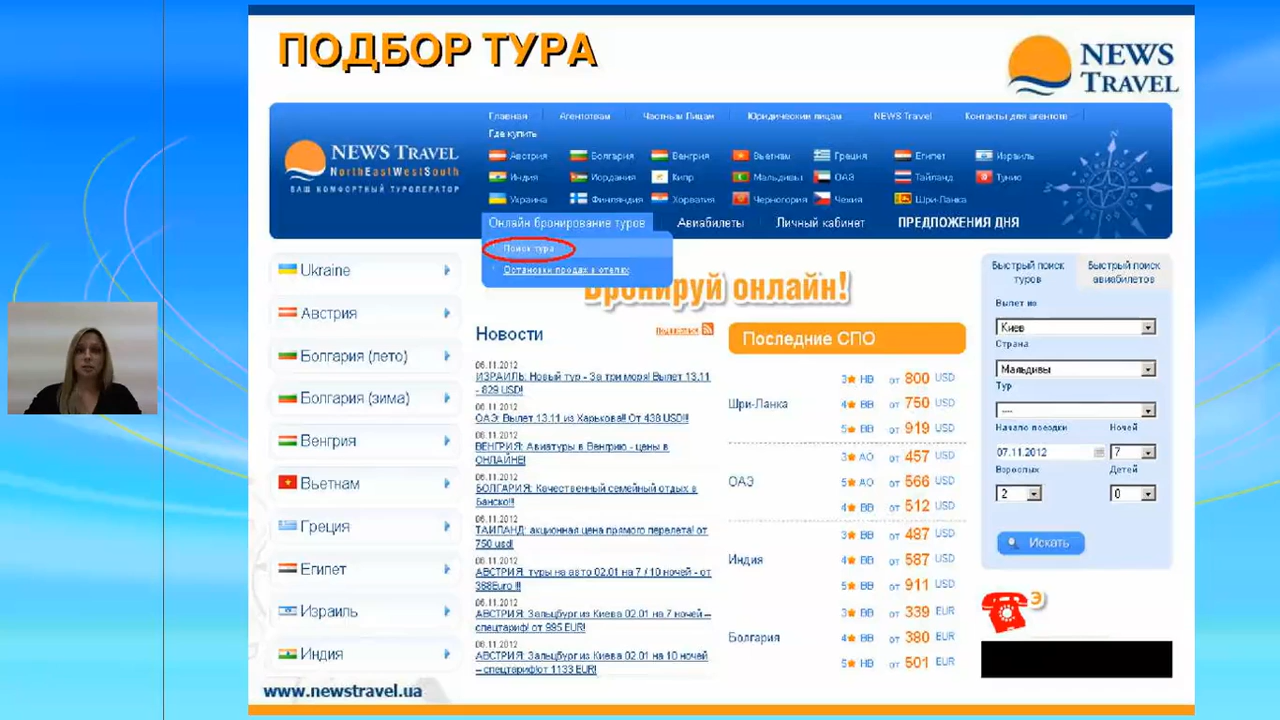 ПОДБОР ТУРА
NEWS TRAVEL
Главная Агентствам Частным Лицам Юридическим лицам NEWS Travel Контакты для агентств
Где купить
NEWS TRAVEL
NorthEastWestSouth
ВАШ КОМФОРТНЫЙ ТУРОПЕРАТОР
Австрия Болгария Венгрия Вьетнам Греция Египет Израиль
Индия Иордания Кипр Мальдивы ОАЭ Тайланд Тунис
Украина Финляндия Хорватия Черногория Чехия Шри-Ланка
Онлайн бронирование туров Авиабилеты Личный кабинет ПРЕДЛОЖЕНИЯ ДНЯ
Поиск тура
Остановки продаж в отелях
Бронируй онлайн!
Ukraine
Австрия
Болгария (лето)
Болгария (зима)
Венгрия
Вьетнам
Греция
Египет
Израиль
Индия
www.newstravel.ua
Новости
06.11.2012
ИЗРАИЛЬ: Новый тур - За три моря! Вылет 13.11
- 829 USD!
06.11.2012
ОАЭ: Вылет 13.11 из Харькова!! От 438 USD!!!
06.11.2012
ВЕНГРИЯ: Авиатуры в Венгрию - цены в
ОНЛАЙНЕ!
06.11.2012
БОЛГАРИЯ: Качественный семейный отдых в
Банско!!!
06.11.2012
ТАИЛАНД: акционная цена прямого перелета! от
750 usd!
06.11.2012
АВСТРИЯ: туры на авто 02.01 на 7 / 10 ночей - от
368Euro !!!
06.11.2012
АВСТРИЯ: Зальцбург из Киева 02.01 на 7 ночей –
спецтариф! от 995 EUR!
06.11.2012
АВСТРИЯ: Зальцбург из Киева 02.01 на 10 ночей
– спецтариф!от 1133 EUR!
Последние СПО
3 HB от 800 USD
Шри-Ланка 4 BB от 750 USD
5 BB от 919 USD
3 AO от 457 USD
ОАЭ 5 AO от 566 USD
4 BB от 512 USD
3 BB от 487 USD
Индия 4 BB от 587 USD
5 BB от 911 USD
3 BB от 339 EUR
Болгария 4 BB от 380 EUR
5 HB от 501 EUR
Быстрый поиск туров
Быстрый поиск авиабилетов
Вылет из
Киев
Страна
Мальдивы
Тур
---
Начало поездки Ночей
07.11.2012 7
Взрослых Детей
2 0
Искать
Э